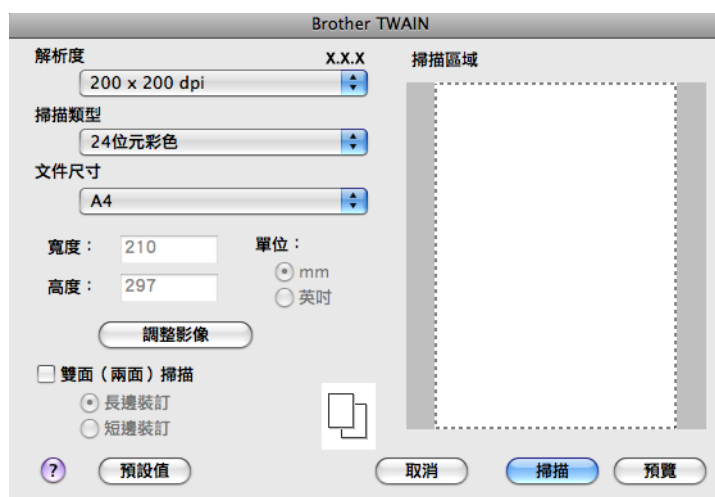 Brother TWAIN
解析度 X.X.X
200 x 200 dpi
掃描類型
24位元彩色
文件尺寸
A4
寬度： 210
高度： 297
單位：
mm
英吋
調整影像
雙面（兩面）掃描
長邊裝訂
短邊裝訂
? 預設值
掃描區域
取消 掃描 預覽